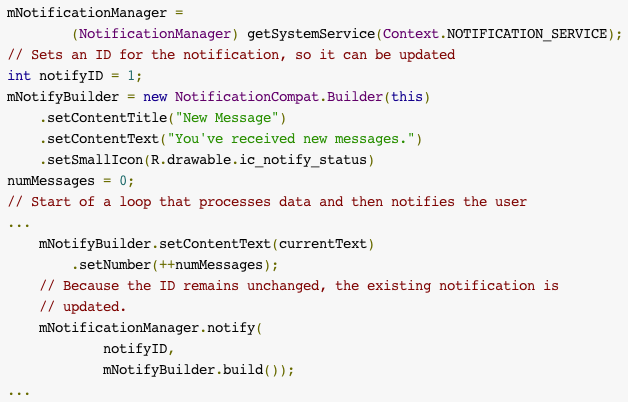 mNotificationManager =
        (NotificationManager) getSystemService(Context.NOTIFICATION_SERVICE);
// Sets an ID for the notification, so it can be updated
int notifyID = 1;
mNotifyBuilder = new NotificationCompat.Builder(this)
    .setContentTitle("New Message")
    .setContentText("You've received new messages.")
    .setSmallIcon(R.drawable.ic_notify_status)
numMessages = 0;
// Start of a loop that processes data and then notifies the user
...
    mNotifyBuilder.setContentText(currentText)
        .setNumber(++numMessages);
    // Because the ID remains unchanged, the existing notification is
    // updated.
    mNotificationManager.notify(
            notifyID,
            mNotifyBuilder.build());
...